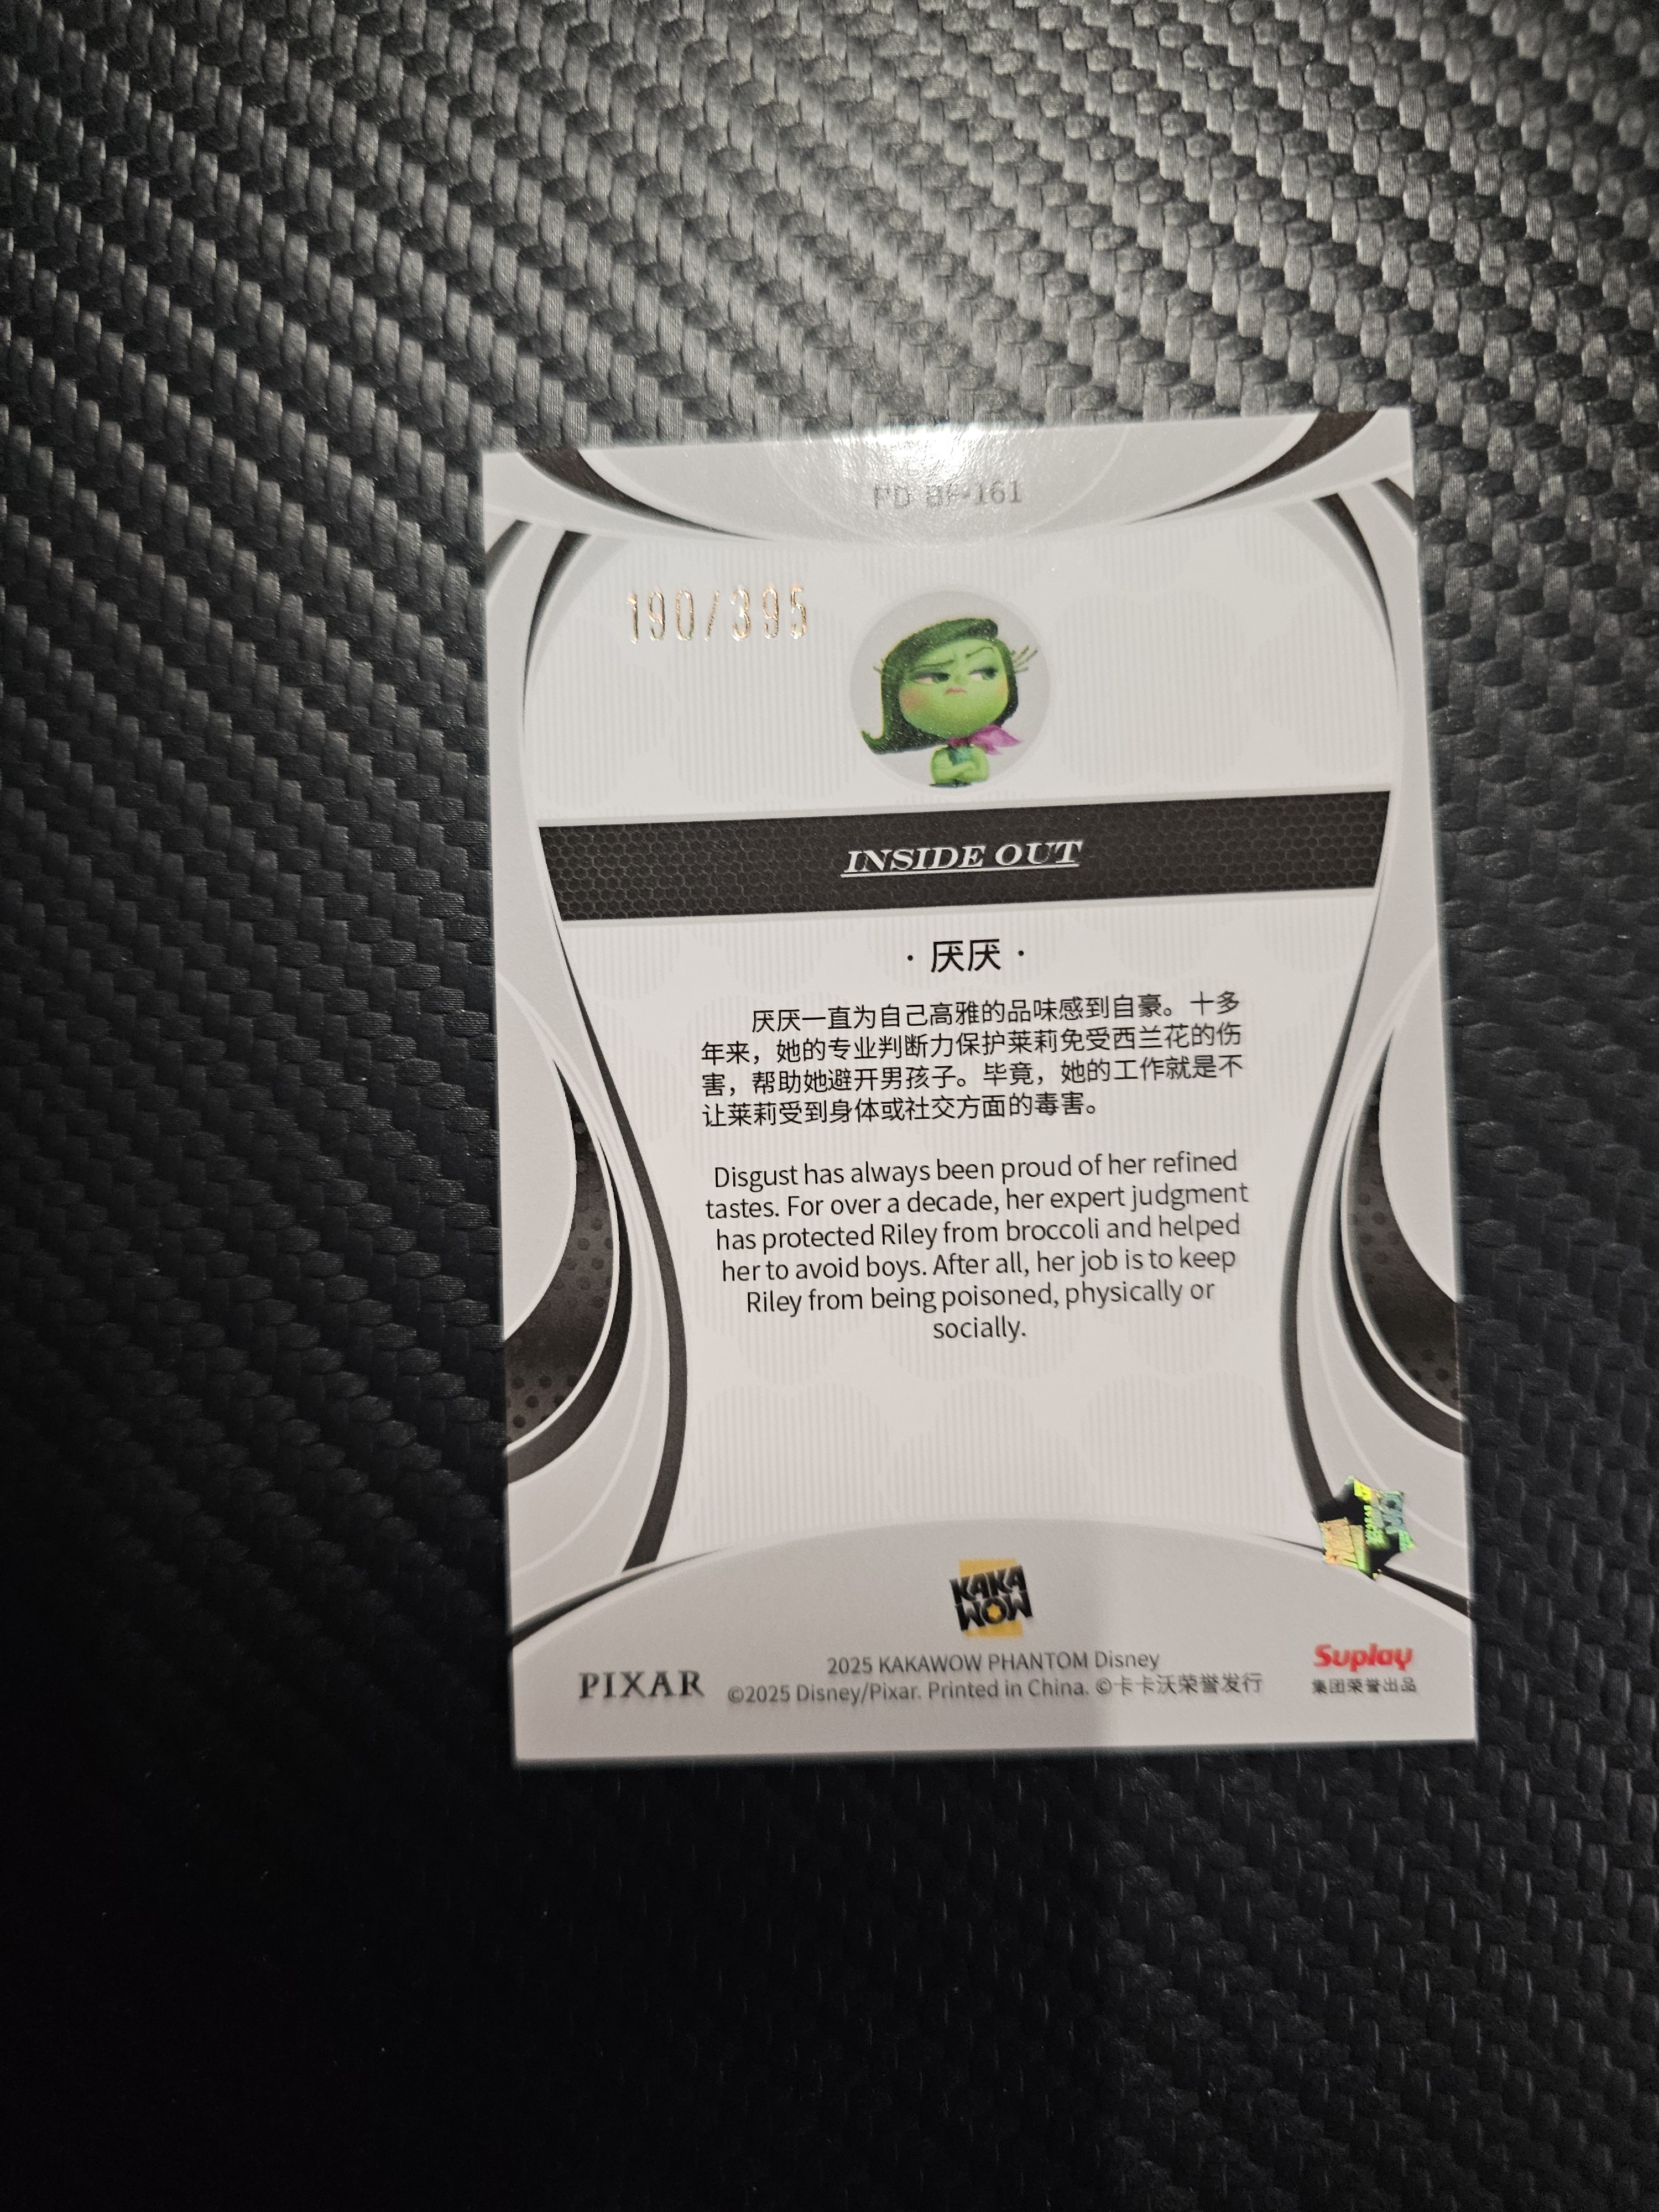 PD-BF-161
190/395
INSIDE OUT
· 厌厌 ·
厌厌一直为自己高雅的品味感到自豪。十多
年来，她的专业判断力保护莱莉免受西兰花的伤
害，帮助她避开男孩子。毕竟，她的工作就是不
让莱莉受到身体或社交方面的毒害。
Disgust has always been proud of her refined
tastes. For over a decade, her expert judgment
has protected Riley from broccoli and helped
her to avoid boys. After all, her job is to keep
Riley from being poisoned, physically or
socially.
KAKA
WOW
PIXAR
2025 KAKAWOW PHANTOM Disney
©2025 Disney/Pixar. Printed in China. ©卡卡沃荣誉发行
Suplay
集团荣誉出品